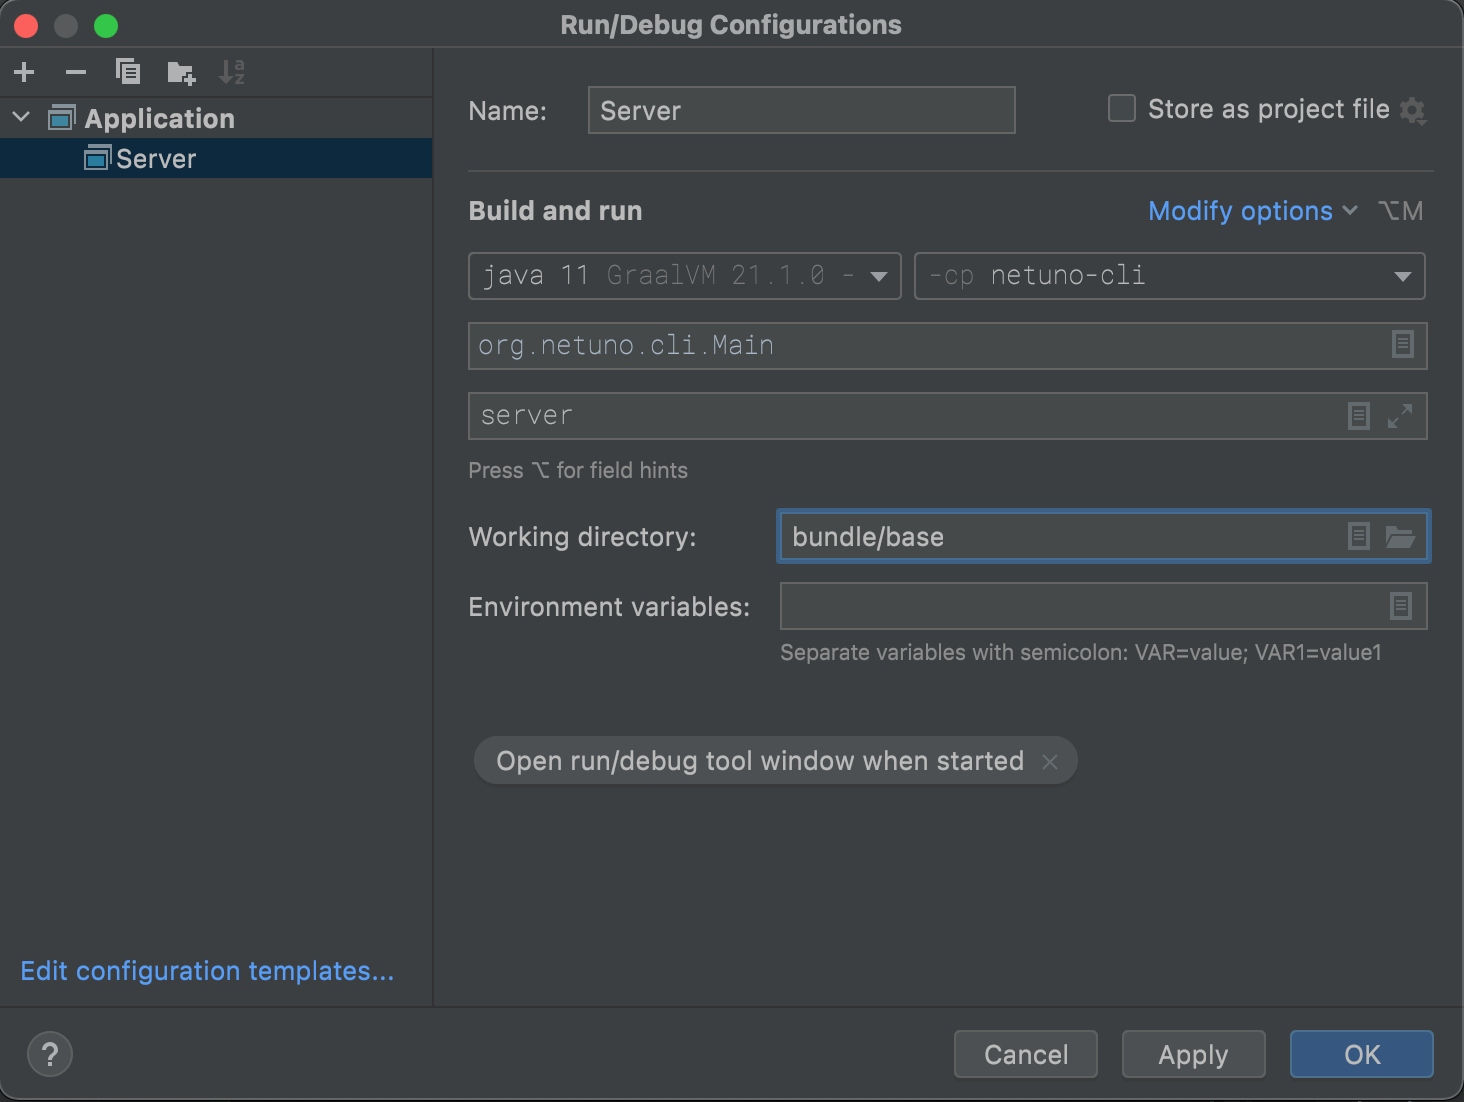 Run/Debug Configurations
Application
Server
Edit configuration templates...
Name: Server
Store as project file
Build and run
Modify options ⌥M
java 11 GraalVM 21.1.0 -
-cp netuno-cli
org.netuno.cli.Main
server
Press ⌥ for field hints
Working directory: bundle/base
Environment variables:
Separate variables with semicolon: VAR=value; VAR1=value1
Open run/debug tool window when started
?
Cancel
Apply
OK